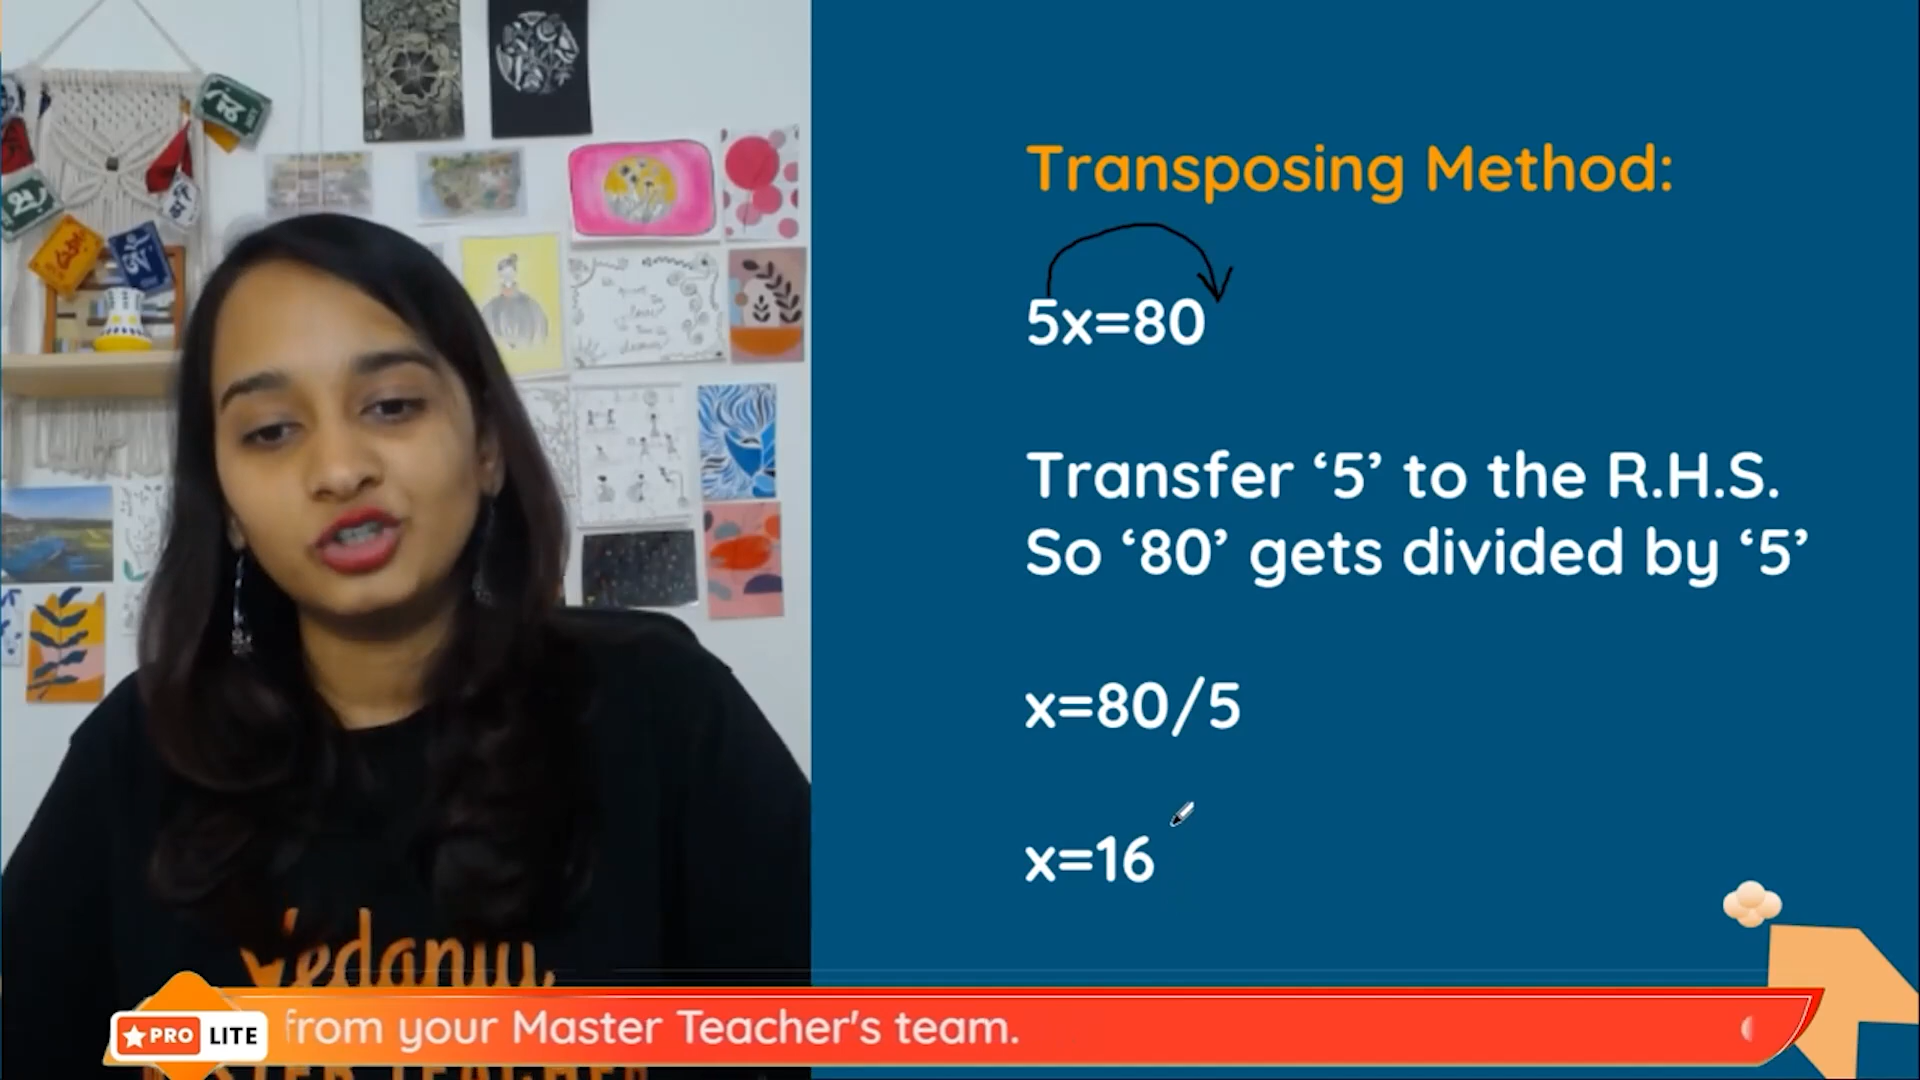 Transposing Method:
5x=80
Transfer ‘5’ to the R.H.S.
So ‘80’ gets divided by ‘5’
x=80/5
x=16
Vedantu
PRO LITE
from your Master Teacher's team.